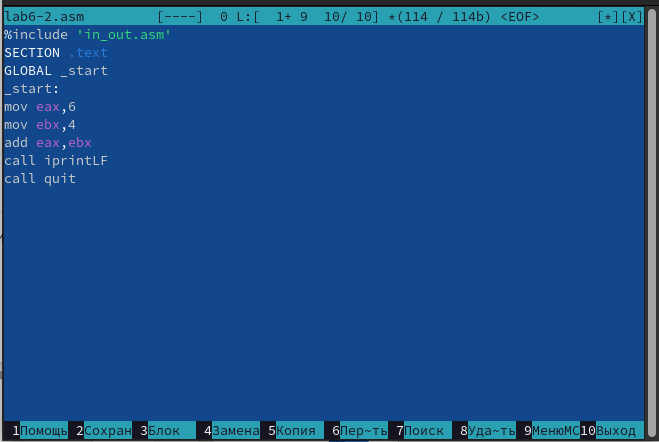 lab6-2.asm [----] 0 L:[ 1+ 9 10/ 10] *(114 / 114b) <EOF> [*][X]
%include 'in_out.asm'
SECTION .text
GLOBAL _start
_start:
mov eax,6
mov ebx,4
add eax,ebx
call iprintLF
call quit
1Помощь 2Сохран 3Блок 4Замена 5Копия 6Пер~ть 7Поиск 8Уда~ть 9МенюMC 10Выход